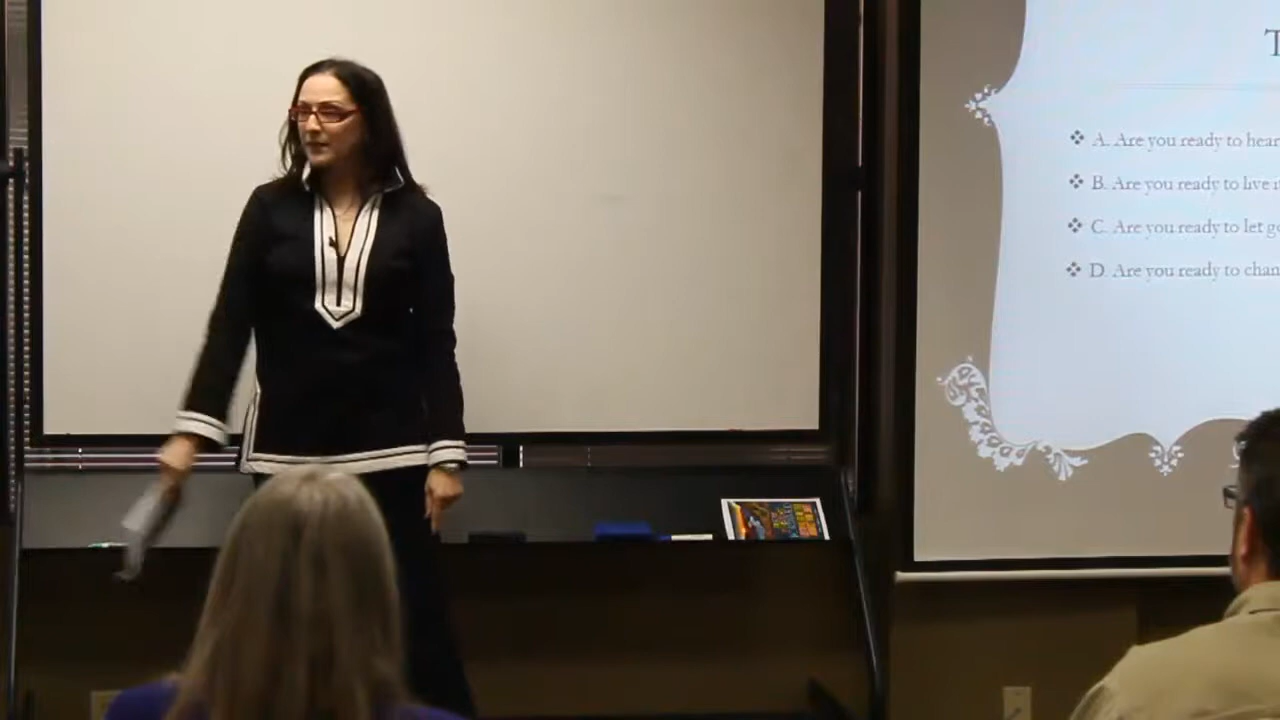 T
A. Are you ready to hear
B. Are you ready to live i
C. Are you ready to let go
D. Are you ready to chan